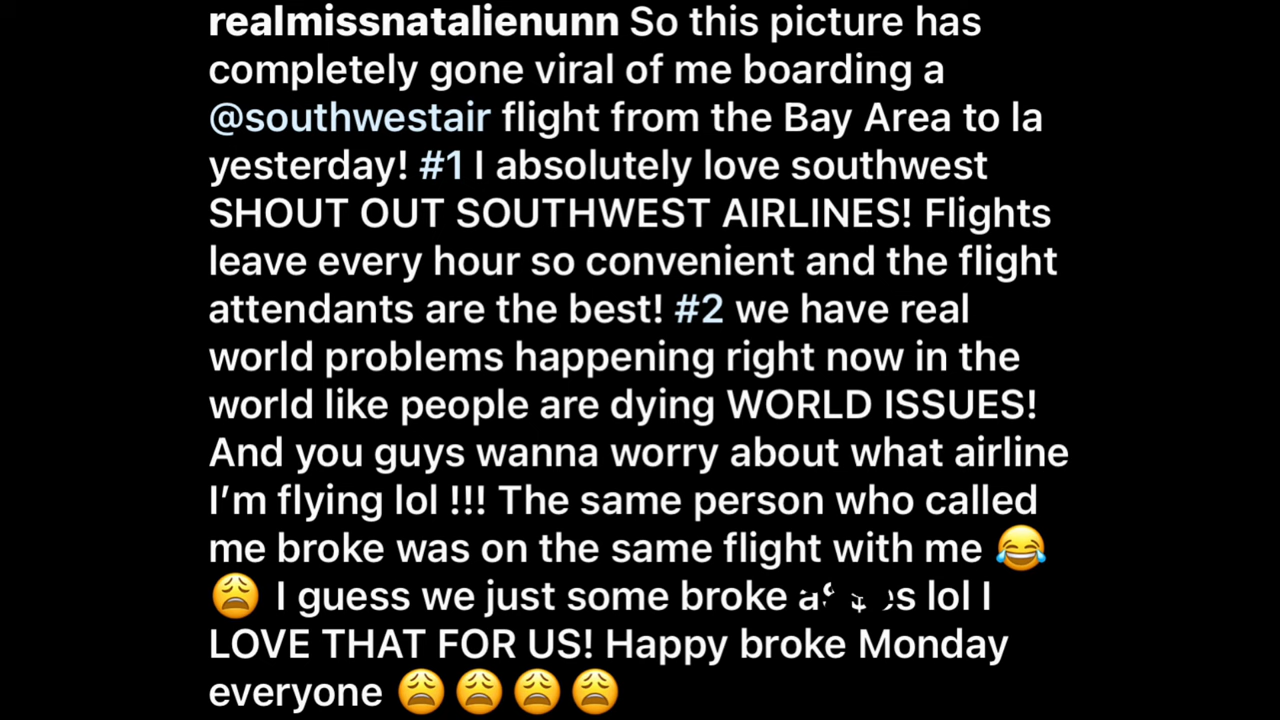 realmissnatalienunn So this picture has
completely gone viral of me boarding a
@southwestair flight from the Bay Area to la
yesterday! #1 I absolutely love southwest
SHOUT OUT SOUTHWEST AIRLINES! Flights
leave every hour so convenient and the flight
attendants are the best! #2 we have real
world problems happening right now in the
world like people are dying WORLD ISSUES!
And you guys wanna worry about what airline
I’m flying lol !!! The same person who called
me broke was on the same flight with me 😂
😩 I guess we just some broke lol I
LOVE THAT FOR US! Happy broke Monday
everyone 😩😩😩😩